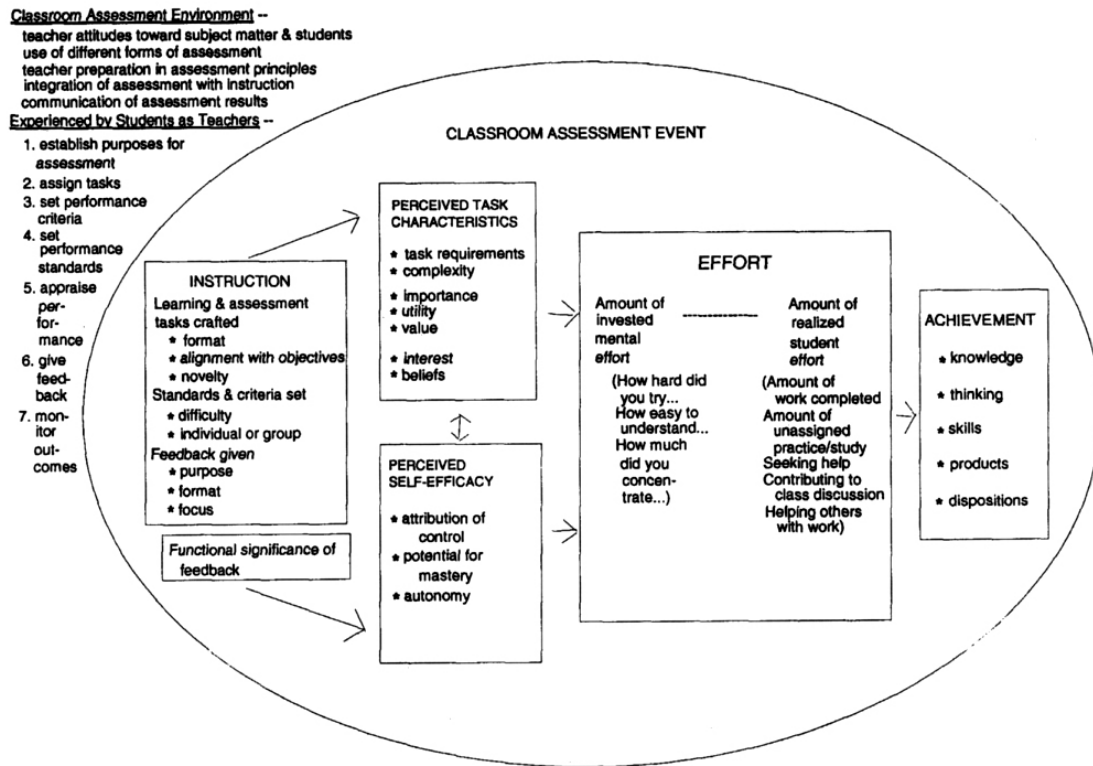 Classroom Assessment Environment --
teacher attitudes toward subject matter & students
use of different forms of assessment
teacher preparation in assessment principles
integration of assessment with instruction
communication of assessment results
Experienced by Students as Teachers --
1. establish purposes for
assessment
2. assign tasks
3. set performance
criteria
4. set
performance
standards
5. appraise
per-
for-
mance
6. give
feed-
back
7. mon-
itor
out-
comes
CLASSROOM ASSESSMENT EVENT
INSTRUCTION
Learning & assessment
tasks crafted
* format
* alignment with objectives
* novelty
Standards & criteria set
* difficulty
* individual or group
Feedback given
* purpose
* format
* focus
Functional significance of
feedback
PERCEIVED TASK
CHARACTERISTICS
* task requirements
* complexity
* importance
* utility
* value
* interest
* beliefs
PERCEIVED
SELF-EFFICACY
* attribution of
control
* potential for
mastery
* autonomy
EFFORT
Amount of
invested
mental
effort
(How hard did
you try...
How easy to
understand...
How much
did you
concen-
trate...)
Amount of
realized
student
effort
(Amount of
work completed
Amount of
unassigned
practice/study
Seeking help
Contributing to
class discussion
Helping others
with work)
ACHIEVEMENT
* knowledge
* thinking
* skills
* products
* dispositions